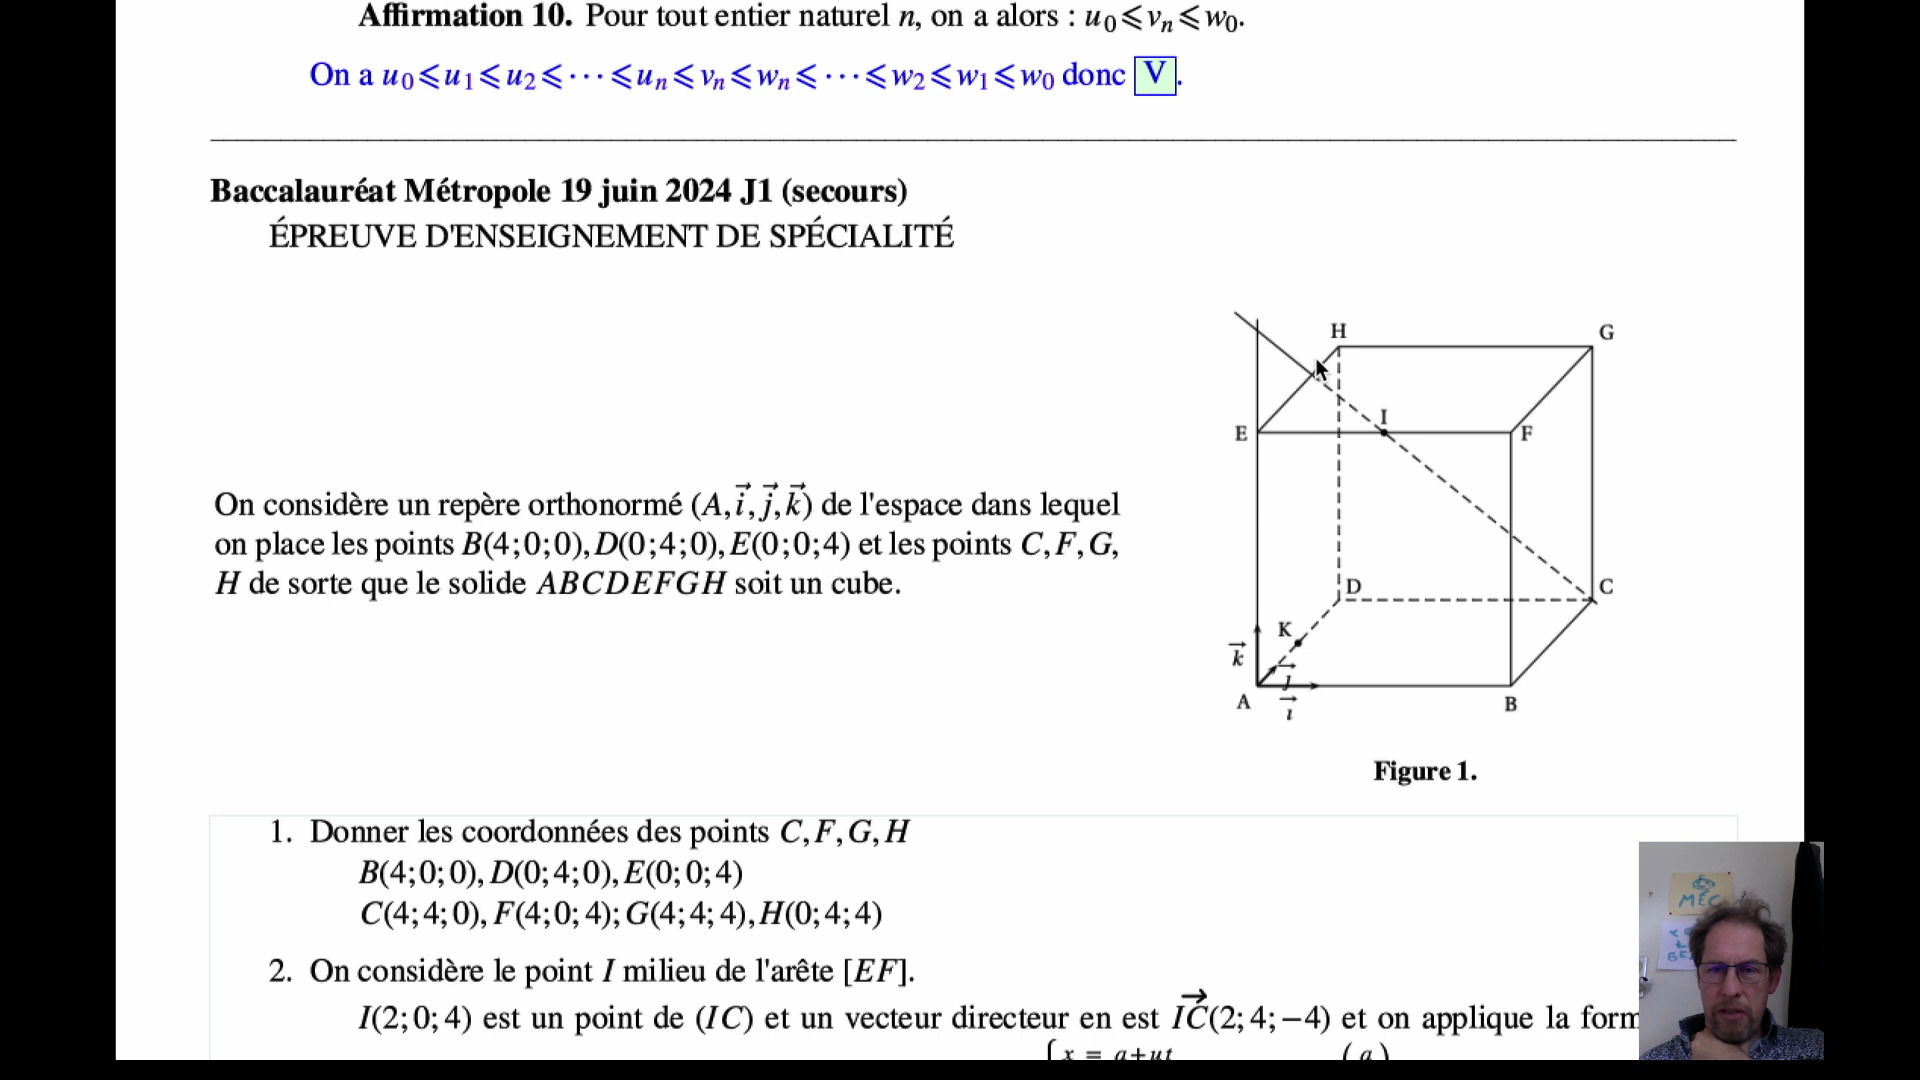 Affirmation 10. Pour tout entier naturel n, on a alors : u₀⩽vₙ⩽w₀.
On a u₀⩽u₁⩽u₂⩽···⩽uₙ⩽vₙ⩽wₙ⩽···⩽w₂⩽w₁⩽w₀ donc V.
Baccalauréat Métropole 19 juin 2024 J1 (secours)
ÉPREUVE D'ENSEIGNEMENT DE SPÉCIALITÉ
H
G
I
E
F
On considère un repère orthonormé (A,i⃗,j⃗,k⃗) de l'espace dans lequel
on place les points B(4;0;0),D(0;4;0),E(0;0;4) et les points C,F,G,
H de sorte que le solide ABCDEFGH soit un cube.
D
C
K
k⃗
j⃗
A
ı⃗
B
Figure 1.
1. Donner les coordonnées des points C,F,G,H
B(4;0;0),D(0;4;0),E(0;0;4)
C(4;4;0),F(4;0;4);G(4;4;4),H(0;4;4)
2. On considère le point I milieu de l'arête [EF].
I(2;0;4) est un point de (IC) et un vecteur directeur en est IC⃗(2;4;−4) et on applique la form
{x = a+ut (a)
MEC